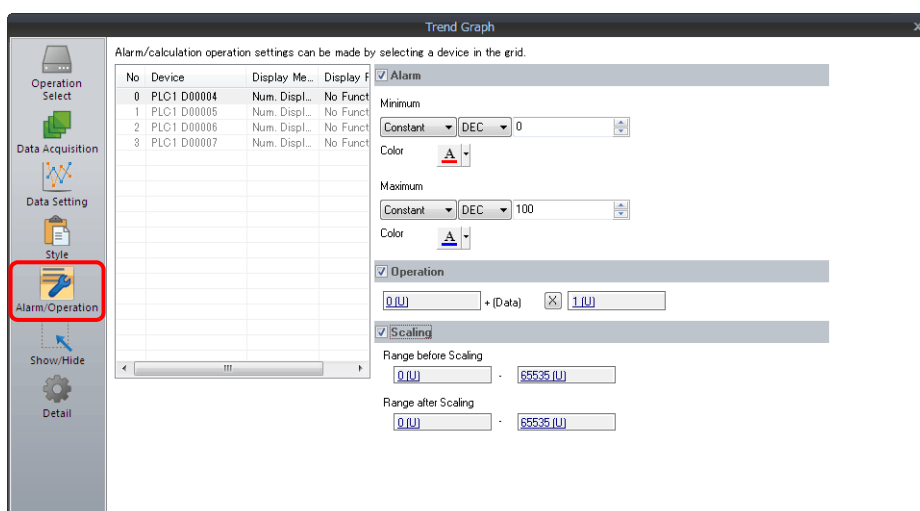 Trend Graph
Operation
Select
Data Acquisition
Data Setting
Style
Alarm/Operation
Show/Hide
Detail
Alarm/calculation operation settings can be made by selecting a device in the grid.
No Device Display Me... Display F
0 PLC1 D00004 Num. Displ... No Funct
1 PLC1 D00005 Num. Displ... No Funct
2 PLC1 D00006 Num. Displ... No Funct
3 PLC1 D00007 Num. Displ... No Funct
Alarm
Minimum
Constant DEC 0
Color A
Maximum
Constant DEC 100
Color A
Operation
0 (U) + (Data) X 1 (U)
Scaling
Range before Scaling
0 (U) - 65535 (U)
Range after Scaling
0 (U) - 65535 (U)